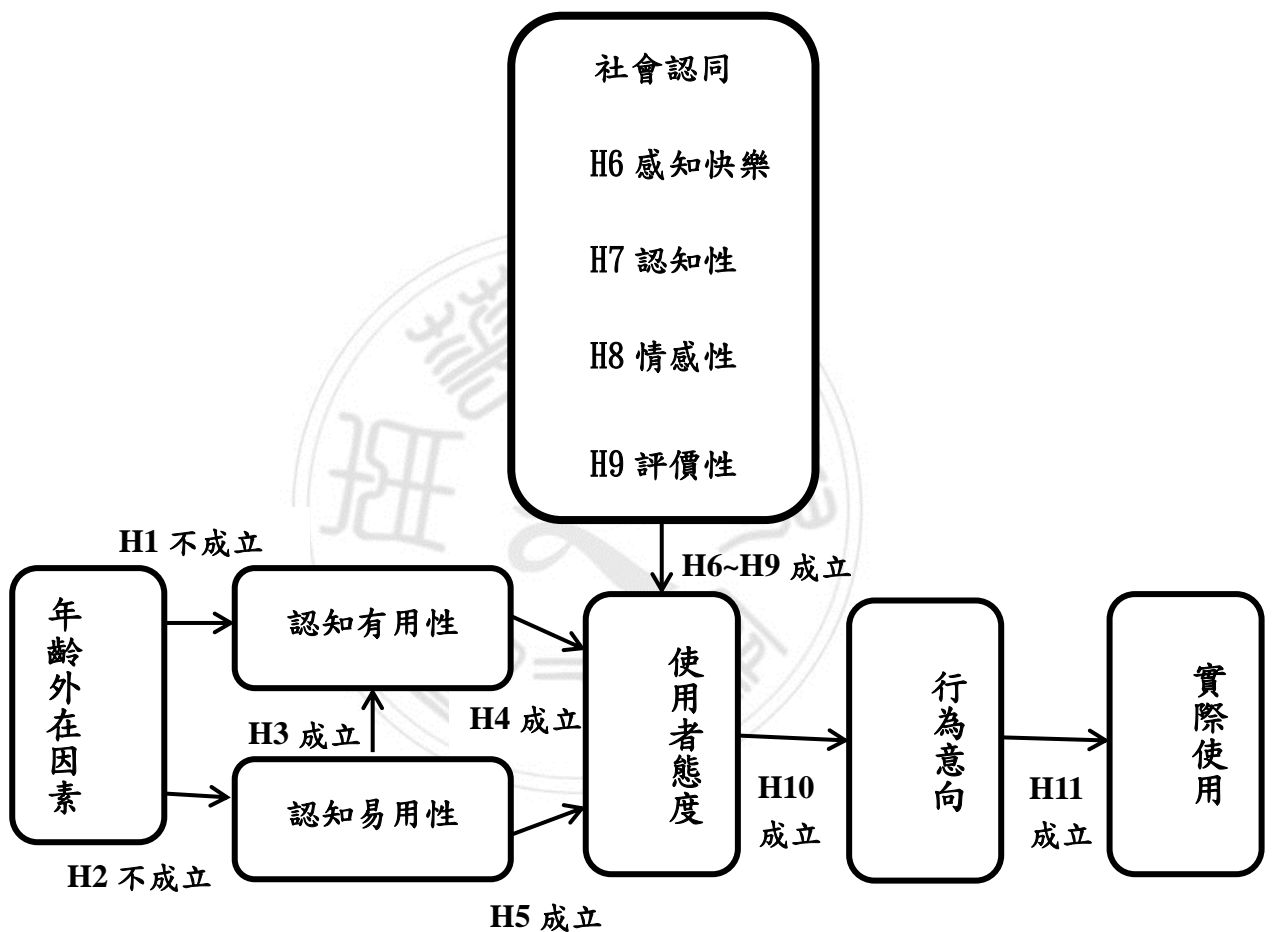 社會認同
H6 感知快樂
H7 認知性
H8 情感性
H9 評價性
H6~H9 成立
H1 不成立
年齡外在因素
認知有用性
H3 成立
H4 成立
認知易用性
H2 不成立
H5 成立
使用者態度
H10
成立
行為意向
H11
成立
實際使用